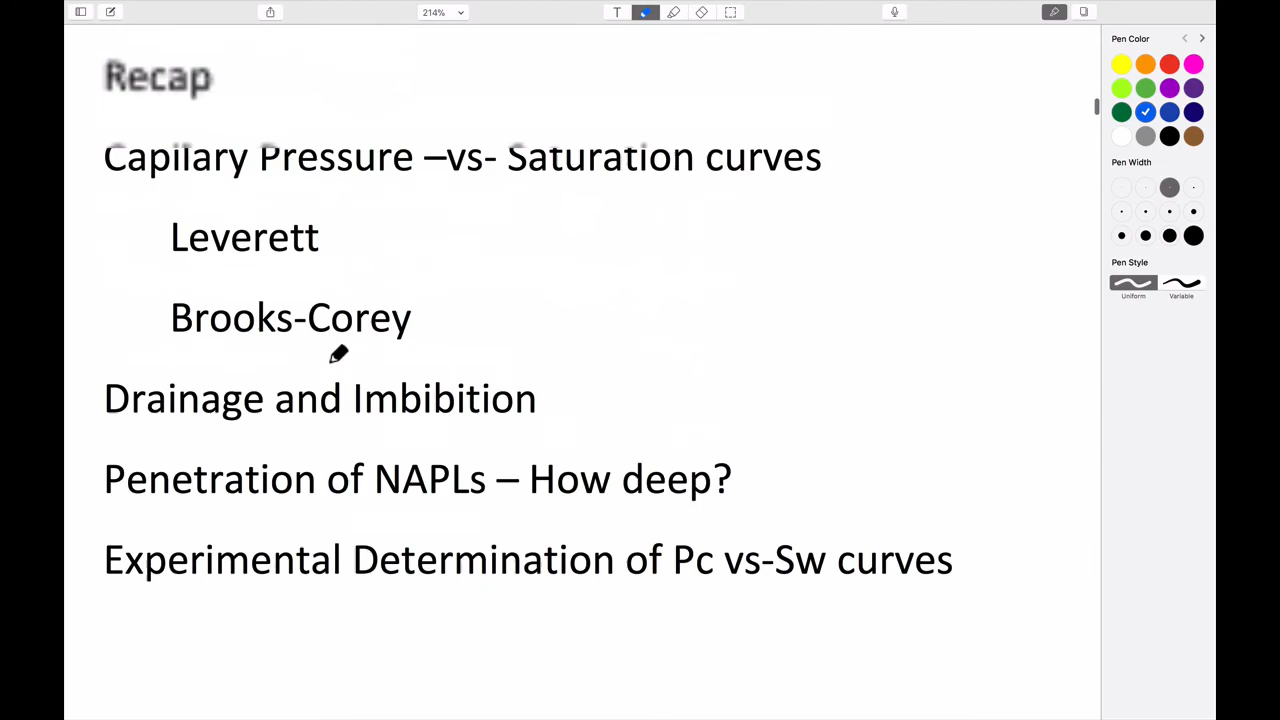 214%
T
Pen Color
Recap
Capilary Pressure –vs- Saturation curves
Leverett
Brooks-Corey
Drainage and Imbibition
Penetration of NAPLs – How deep?
Experimental Determination of Pc vs-Sw curves
Pen Width
Pen Style
Uniform
Variable